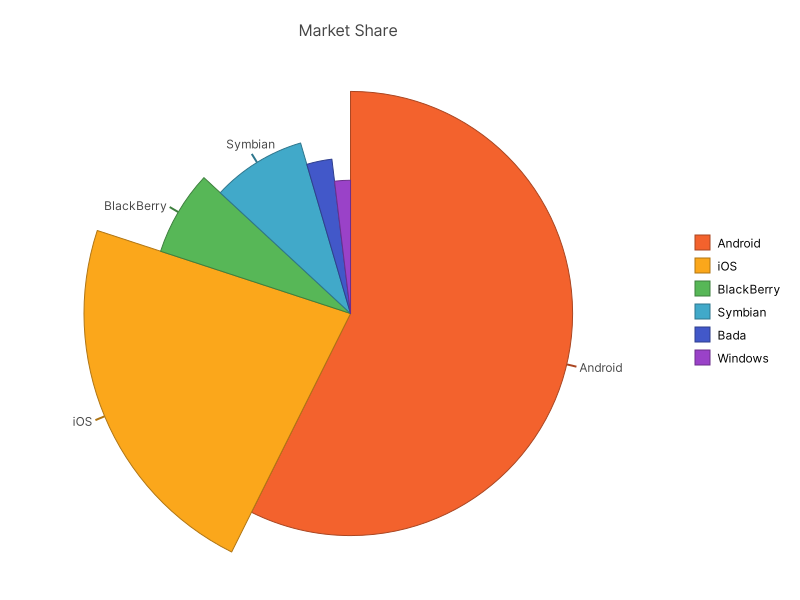 Market Share
Symbian
BlackBerry
iOS
Android
Android
iOS
BlackBerry
Symbian
Bada
Windows